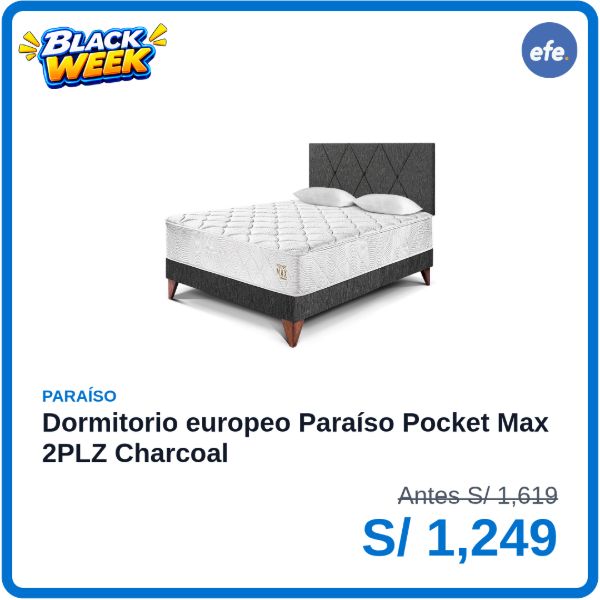 BLACK
WEEK
efe.
PARAÍSO
Dormitorio europeo Paraíso Pocket Max
2PLZ Charcoal
Antes S/ 1,619
S/ 1,249